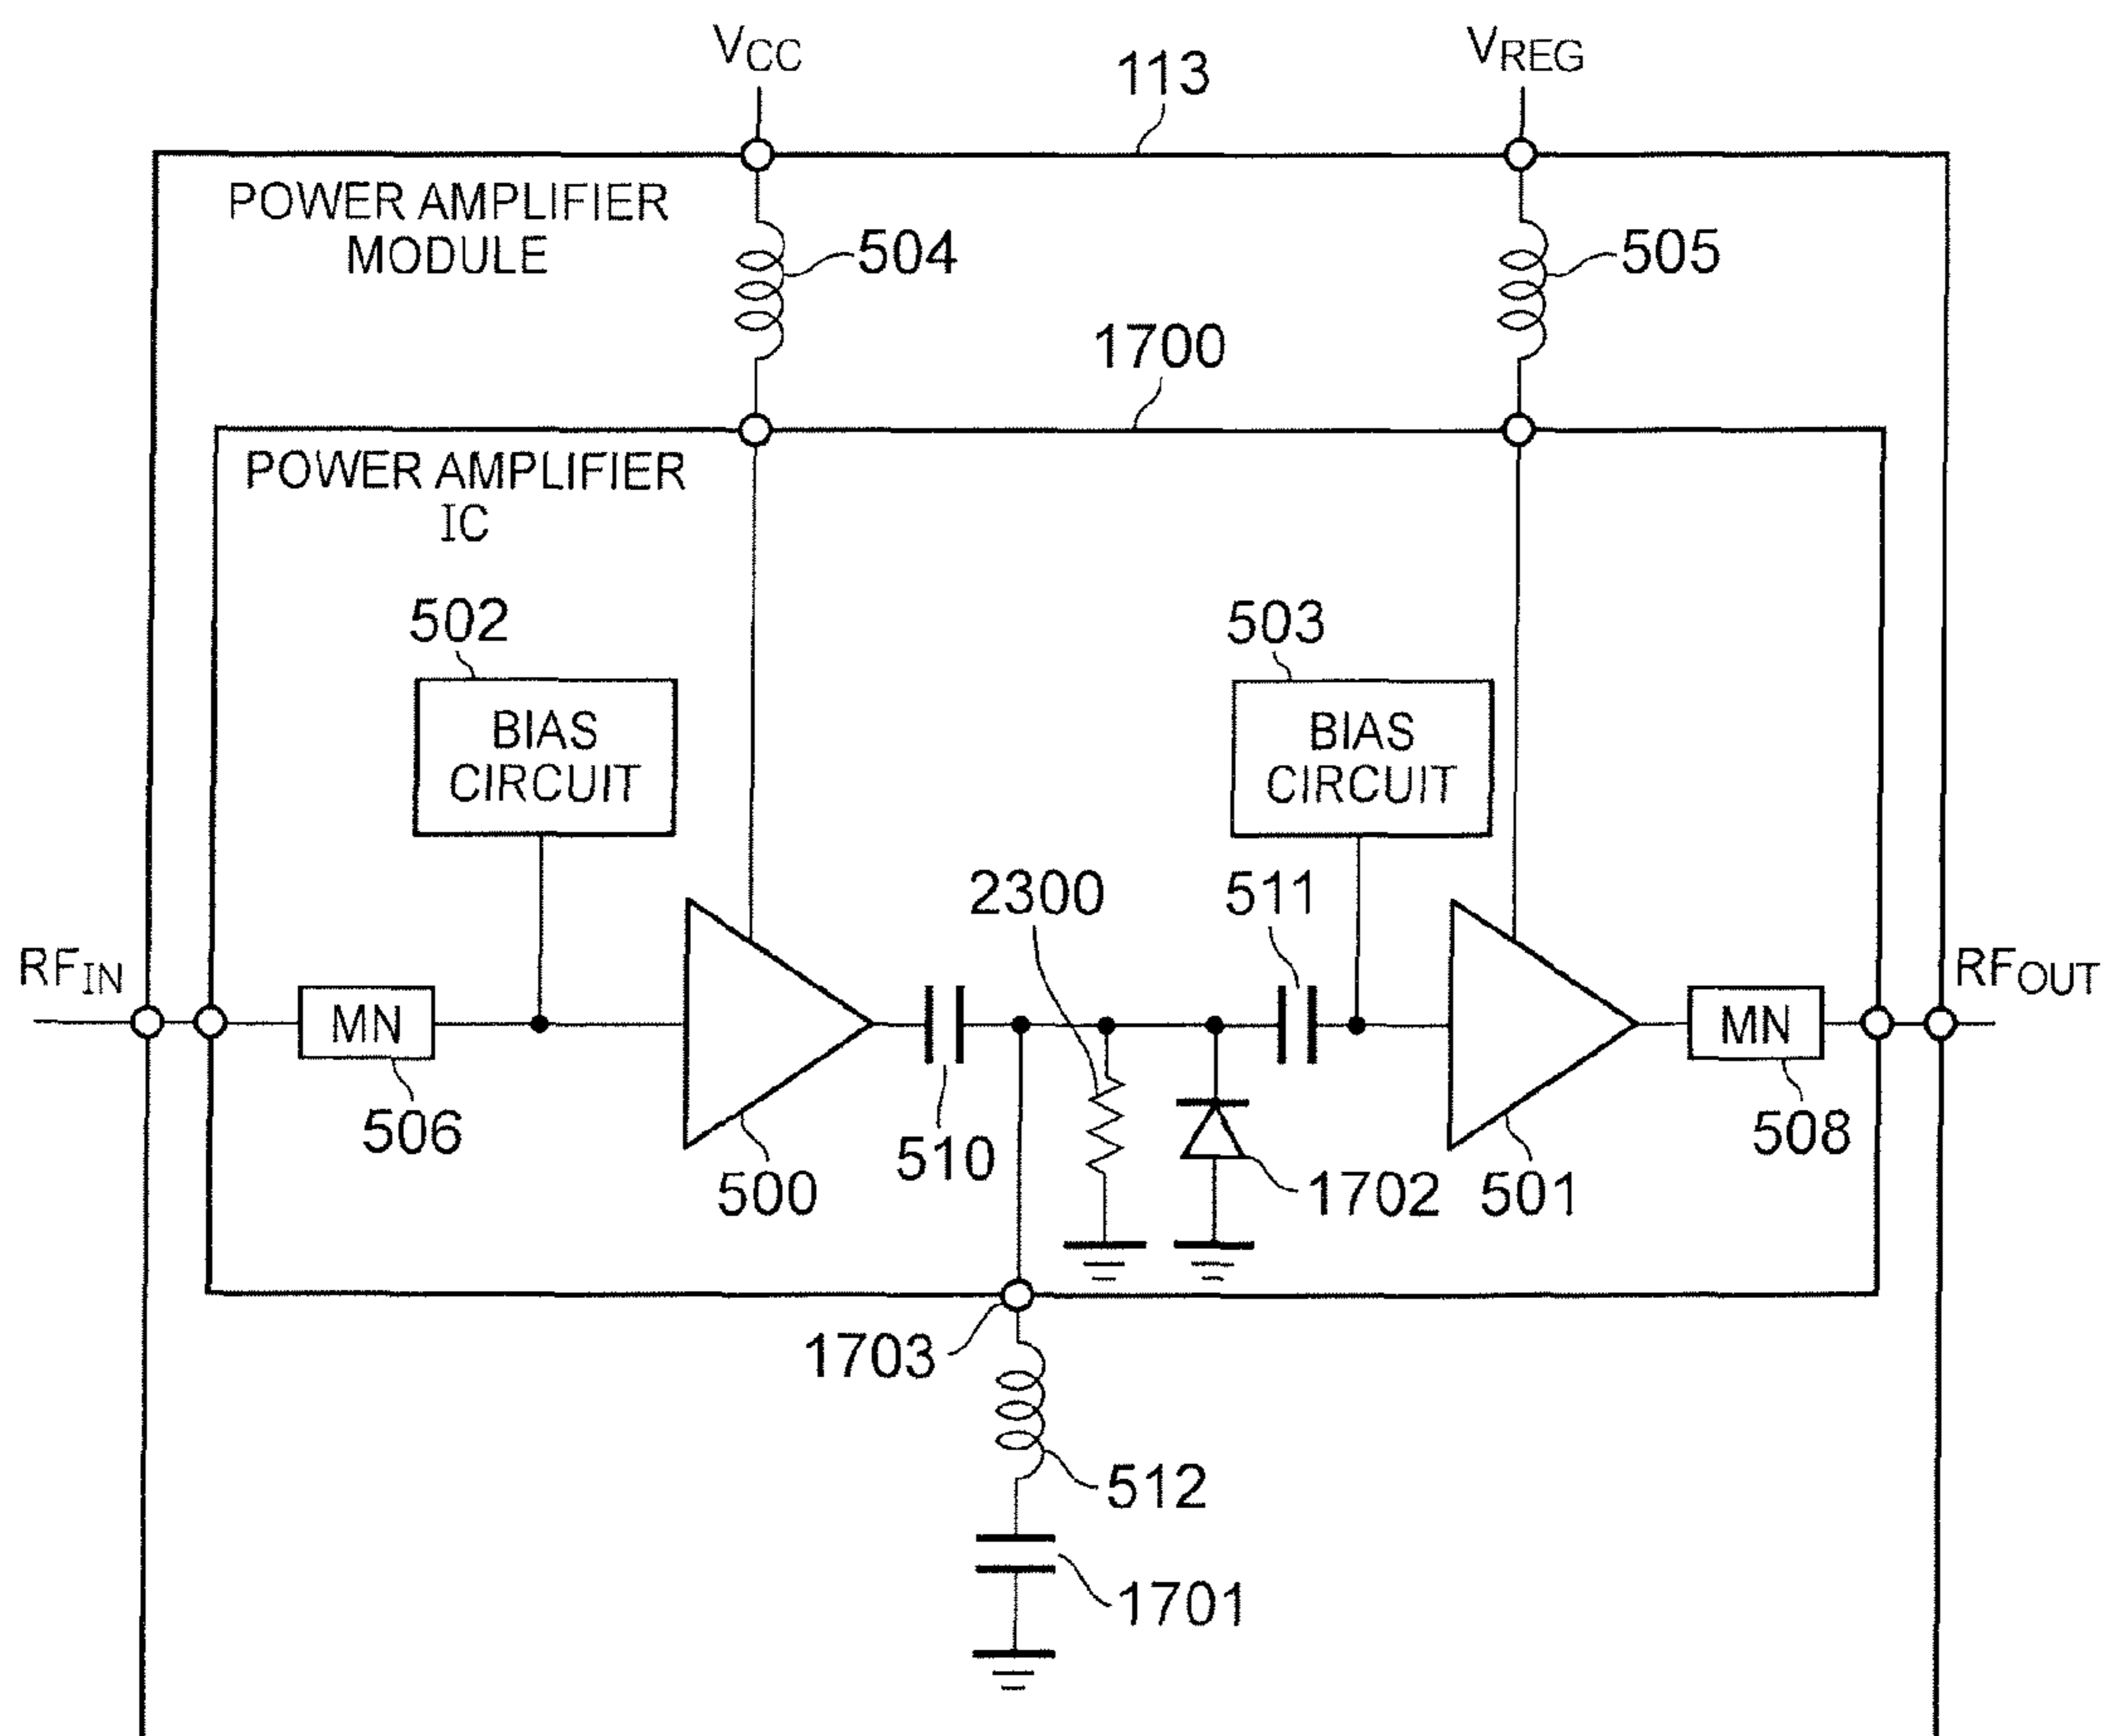 VCC
VREG
113
POWER AMPLIFIER
MODULE
504
505
1700
POWER AMPLIFIER
IC
502
503
BIAS
CIRCUIT
BIAS
CIRCUIT
2300
511
RFIN
RFOUT
MN
MN
506
510
508
500
1702
501
1703
512
1701